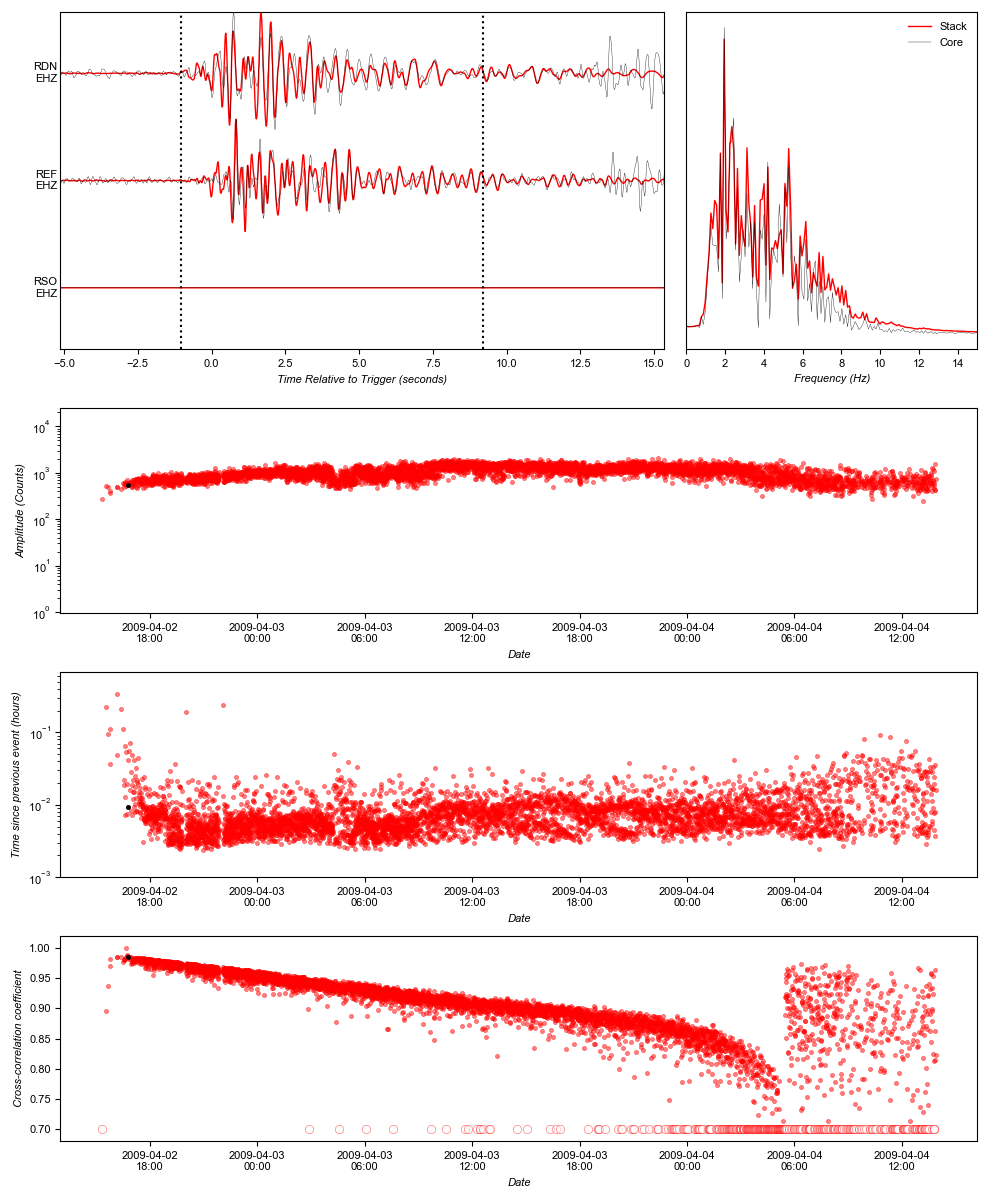 RDN
EHZ
REF
EHZ
RSO
EHZ
−5.0 −2.5 0.0 2.5 5.0 7.5 10.0 12.5 15.0
Time Relative to Trigger (seconds)
Stack
Core
0 2 4 6 8 10 12 14
Frequency (Hz)
Amplitude (Counts)
10⁴
10³
10²
10¹
10⁰
2009-04-02 2009-04-03 2009-04-03 2009-04-03 2009-04-03 2009-04-04 2009-04-04 2009-04-04
18:00 00:00 06:00 12:00 18:00 00:00 06:00 12:00
Date
Time since previous event (hours)
10⁻¹
10⁻²
10⁻³
2009-04-02 2009-04-03 2009-04-03 2009-04-03 2009-04-03 2009-04-04 2009-04-04 2009-04-04
18:00 00:00 06:00 12:00 18:00 00:00 06:00 12:00
Date
Cross-correlation coefficient
1.00
0.95
0.90
0.85
0.80
0.75
0.70
2009-04-02 2009-04-03 2009-04-03 2009-04-03 2009-04-03 2009-04-04 2009-04-04 2009-04-04
18:00 00:00 06:00 12:00 18:00 00:00 06:00 12:00
Date